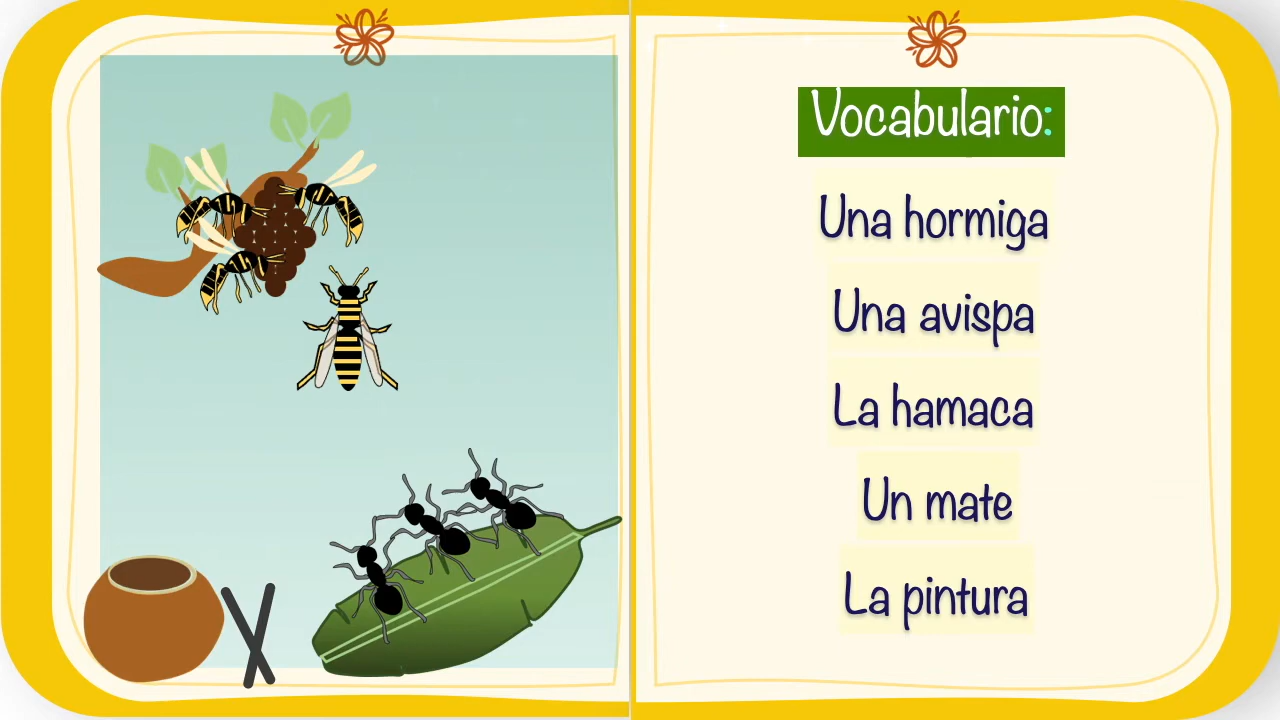 Vocabulario:
Una hormiga
Una avispa
La hamaca
Un mate
La pintura